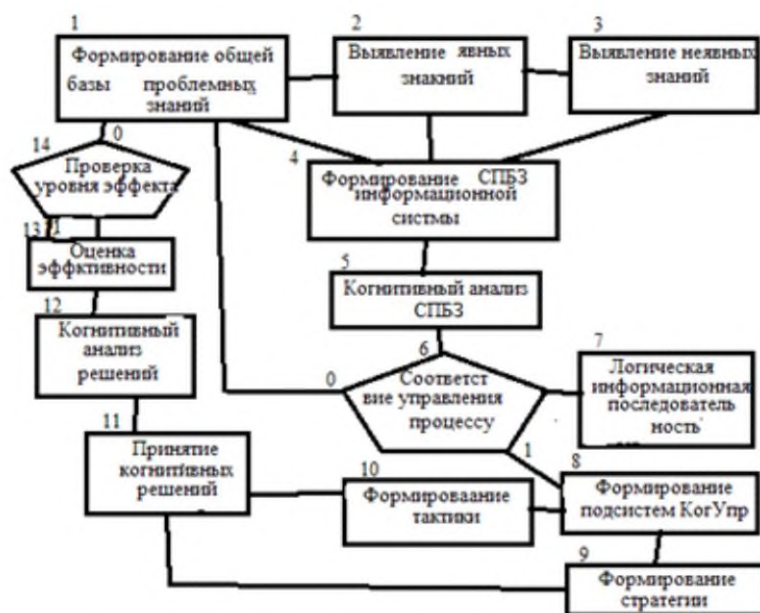 1
Формирование общей
базы проблемных
знаний
2
Выявление явных
знакний
3
Выявление неявных
знаний
14
0
Проверка
уровня эффекта
4
Формирование СПБЗ
информационной
систмы
13
1
Оценка
эффктивности
5
Когнитивный анализ
СПБЗ
12
Когнитивный
анализ
решений
6
0
Соответст
вие управления
процессу
1
7
Логическая
информационная
последователь
ность
11
Принятие
когнитивных
решений
10
Формироваание
тактики
8
Формирование
подсистем КогУпр
9
Формирование
стратегии